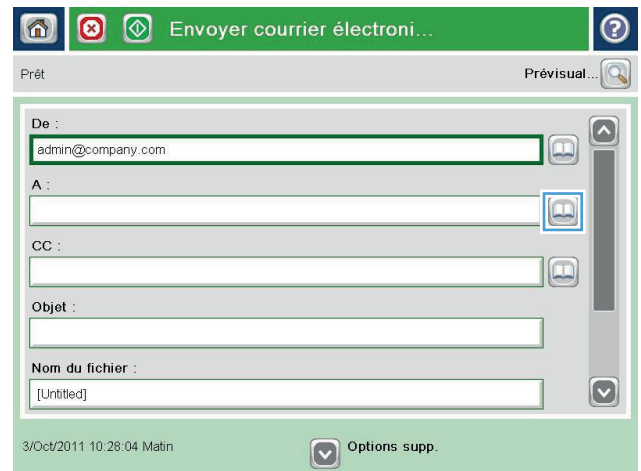 Envoyer courrier électroni...
Prêt Prévisual...
De :
admin@company.com
A :
CC :
Objet :
Nom du fichier :
[Untitled]
3/Oct/2011 10:28:04 Matin Options supp.